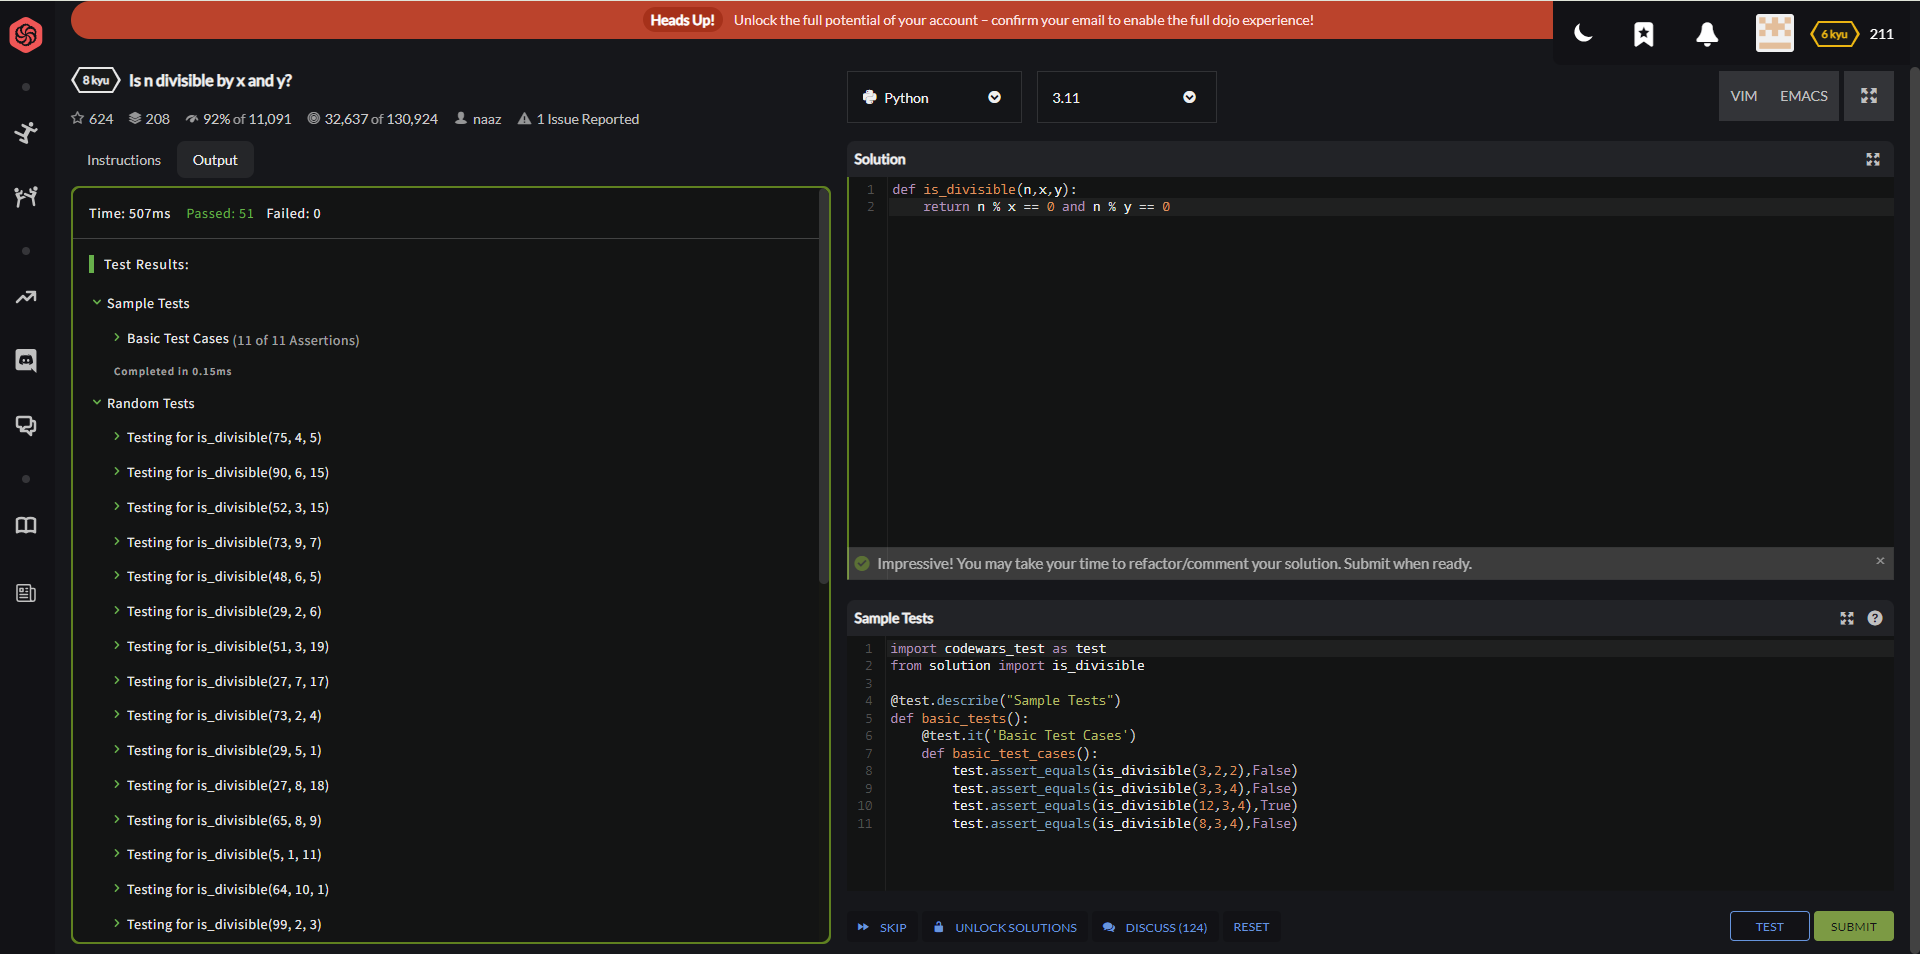 Heads Up! Unlock the full potential of your account – confirm your email to enable the full dojo experience!
6 kyu 211
8 kyu Is n divisible by x and y?
624 208 92% of 11,091 32,637 of 130,924 naaz 1 Issue Reported
Instructions Output
Time: 507ms Passed: 51 Failed: 0
Test Results:
Sample Tests
Basic Test Cases (11 of 11 Assertions)
Completed in 0.15ms
Random Tests
Testing for is_divisible(75, 4, 5)
Testing for is_divisible(90, 6, 15)
Testing for is_divisible(52, 3, 15)
Testing for is_divisible(73, 9, 7)
Testing for is_divisible(48, 6, 5)
Testing for is_divisible(29, 2, 6)
Testing for is_divisible(51, 3, 19)
Testing for is_divisible(27, 7, 17)
Testing for is_divisible(73, 2, 4)
Testing for is_divisible(29, 5, 1)
Testing for is_divisible(27, 8, 18)
Testing for is_divisible(65, 8, 9)
Testing for is_divisible(5, 1, 11)
Testing for is_divisible(64, 10, 1)
Testing for is_divisible(99, 2, 3)
Python 3.11 VIM EMACS
Solution
1 def is_divisible(n,x,y):
2     return n % x == 0 and n % y == 0
Impressive! You may take your time to refactor/comment your solution. Submit when ready. ×
Sample Tests ?
1 import codewars_test as test
2 from solution import is_divisible
3
4 @test.describe("Sample Tests")
5 def basic_tests():
6     @test.it('Basic Test Cases')
7     def basic_test_cases():
8         test.assert_equals(is_divisible(3,2,2),False)
9         test.assert_equals(is_divisible(3,3,4),False)
10         test.assert_equals(is_divisible(12,3,4),True)
11         test.assert_equals(is_divisible(8,3,4),False)
SKIP UNLOCK SOLUTIONS DISCUSS (124) RESET TEST SUBMIT